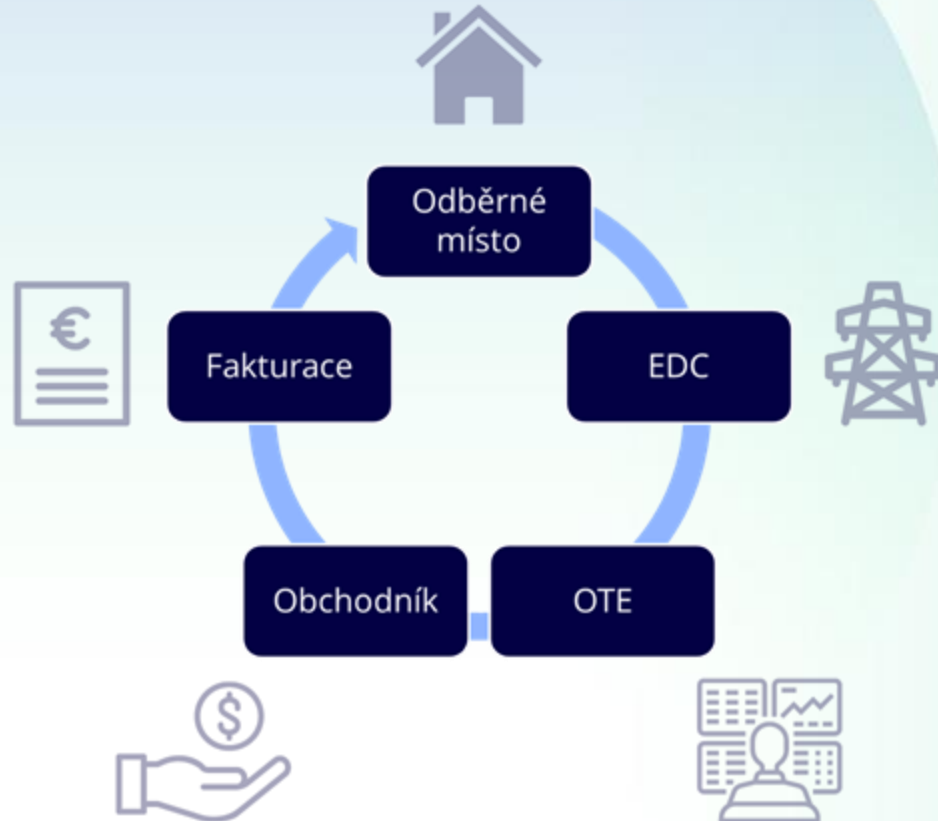 Odběrné
místo
Fakturace
EDC
Obchodník
OTE
€
$